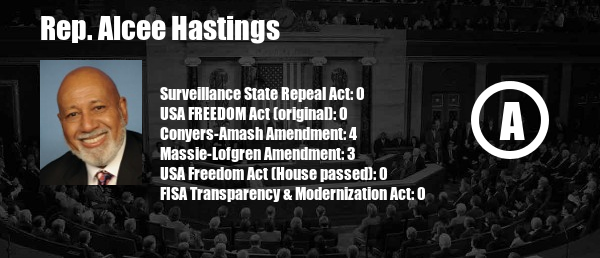 Rep. Alcee Hastings
Surveillance State Repeal Act: 0
USA FREEDOM Act (original): 0
Conyers-Amash Amendment: 4
Massie-Lofgren Amendment: 3
USA Freedom Act (House passed): 0
FISA Transparency & Modernization Act: 0
A